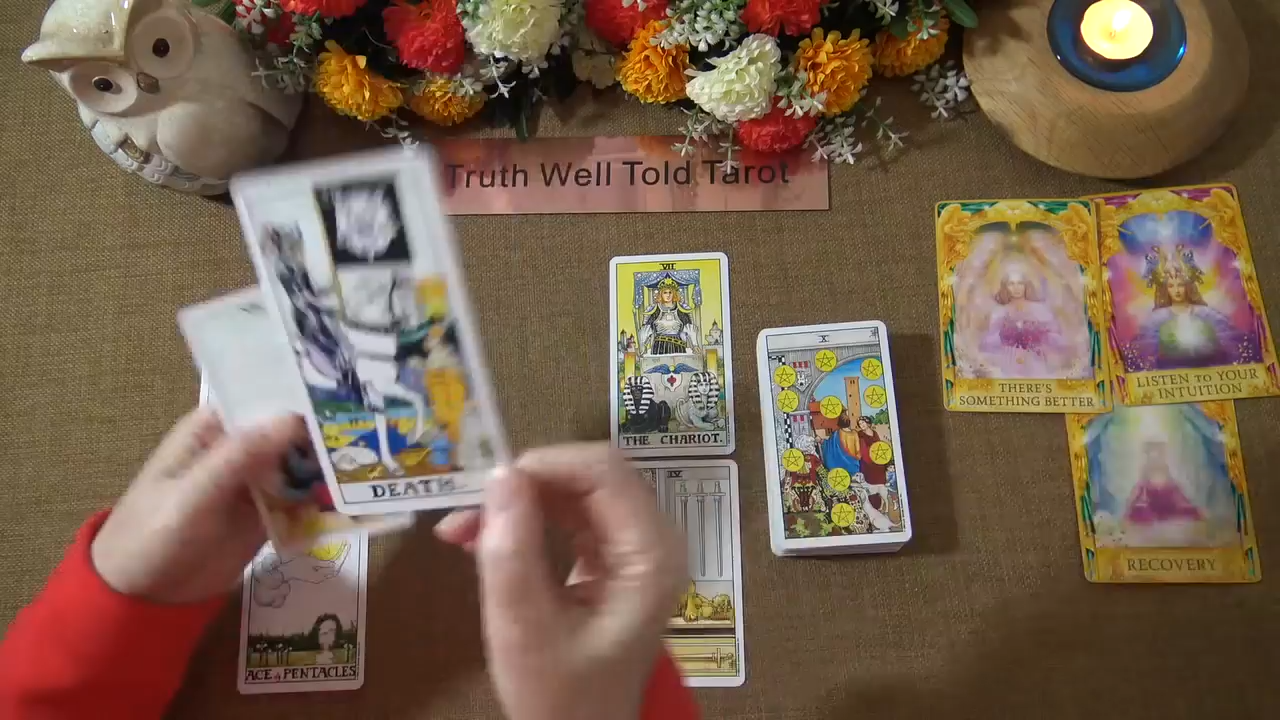 Truth Well Told Tarot
VII
THE CHARIOT.
X
THERE'S
SOMETHING BETTER
LISTEN TO YOUR
INTUITION
DEATH.
IV
RECOVERY
ACE of PENTACLES